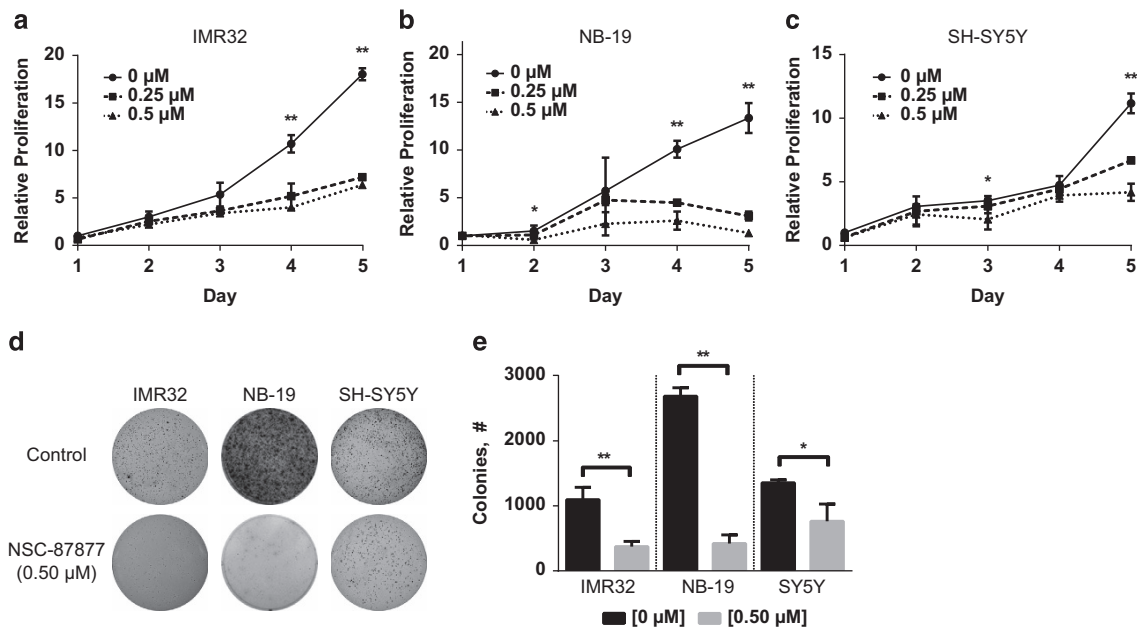 a
IMR32
Relative Proliferation
20
15
10
5
0
0 µM
0.25 µM
0.5 µM
**
**
1 2 3 4 5
Day
b
NB-19
Relative Proliferation
20
15
10
5
0
0 µM
0.25 µM
0.5 µM
*
**
**
1 2 3 4 5
Day
c
SH-SY5Y
Relative Proliferation
15
10
5
0
0 µM
0.25 µM
0.5 µM
*
**
1 2 3 4 5
Day
d
IMR32 NB-19 SH-SY5Y
Control
NSC-87877
(0.50 µM)
e
Colonies, #
3000
2000
1000
0
**
**
*
IMR32 NB-19 SY5Y
[0 µM] [0.50 µM]